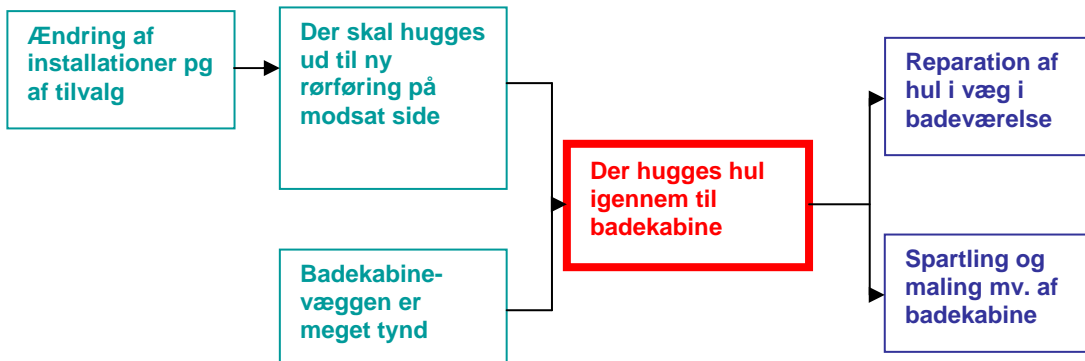 Ændring af
installationer pg
af tilvalg
Der skal hugges
ud til ny
rørføring på
modsat side
Badekabine-
væggen er
meget tynd
Der hugges hul
igennem til
badekabine
Reparation af
hul i væg i
badeværelse
Spartling og
maling mv. af
badekabine